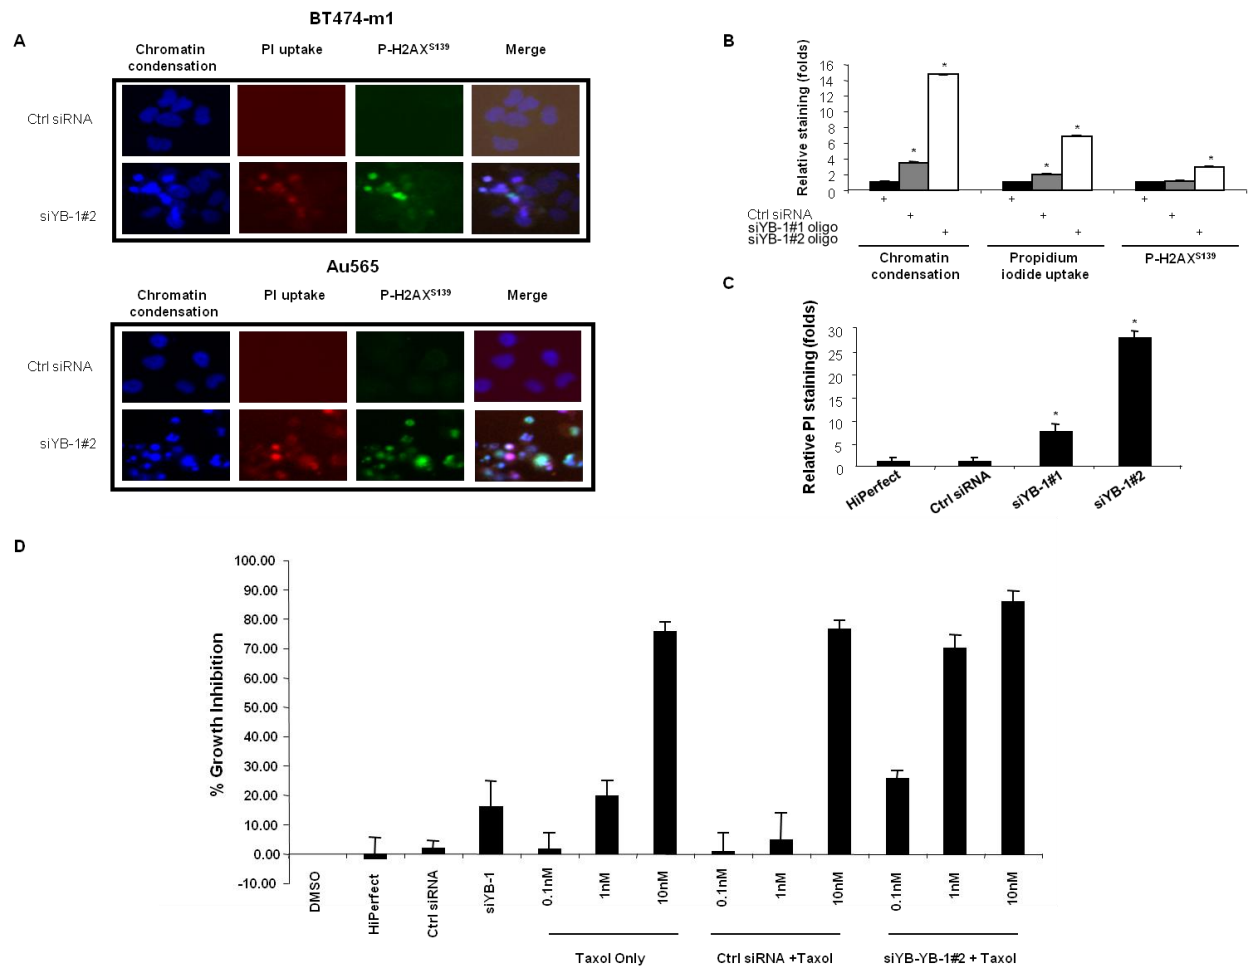 BT474-m1
A
Chromatin condensation
PI uptake
P-H2AXS139
Merge
Ctrl siRNA
siYB-1#2
Au565
Chromatin condensation
PI uptake
P-H2AXS139
Merge
Ctrl siRNA
siYB-1#2
B
Relative staining (folds)
16
14
12
10
8
6
4
2
0
* * * * *
+ + +
Ctrl siRNA
+ + +
siYB-1#1 oligo
+ + +
siYB-1#2 oligo
Chromatin condensation
Propidium iodide uptake
P-H2AXS139
C
Relative PI staining (folds)
30
25
20
15
10
5
0
* *
HiPerfect
Ctrl siRNA
siYB-1#1
siYB-1#2
D
% Growth Inhibition
100.00
90.00
80.00
70.00
60.00
50.00
40.00
30.00
20.00
10.00
0.00
-10.00
DMSO
HiPerfect
Ctrl siRNA
siYB-1
0.1nM
1nM
10nM
0.1nM
1nM
10nM
0.1nM
1nM
10nM
Taxol Only
Ctrl siRNA +Taxol
siYB-YB-1#2 + Taxol